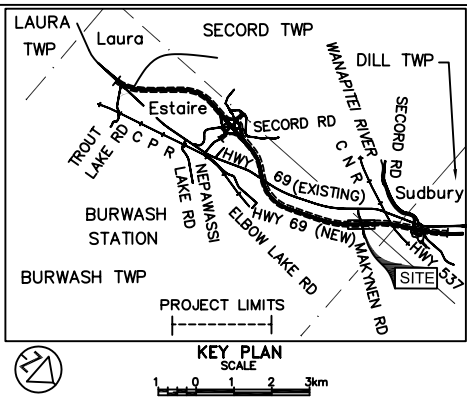 LAURA
TWP
Laura
SECOND TWP
DILL TWP
Estaire
SECORD RD
WANAPITEI RIVER
SECORD RD
C N R
Sudbury
TROUT
LAKE RD
C P R
NEPAWASSI
LAKE RD
(HWY 69 (EXISTING)
ELBOW LAKE RD
HWY 69 (NEW)
BURWASH
STATION
MAKYNEN RD
HWY 537
SITE
BURWASH TWP
PROJECT LIMITS
KEY PLAN
SCALE
1 0 1 2 3km
N